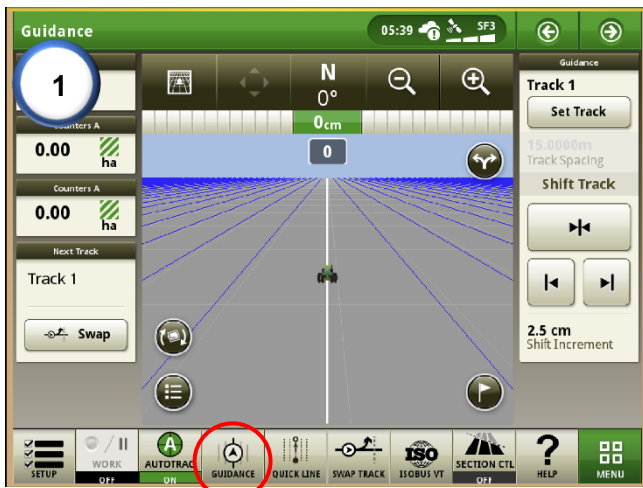 Guidance
05:39
SF3
1
Counters A
0.00
ha
Counters A
0.00
ha
Next Track
Track 1
Swap
N
0°
0cm
0
Guidance
Track 1
Set Track
15.0000m
Track Spacing
Shift Track
2.5 cm
Shift Increment
SETUP
WORK
OFF
A
AUTOTRAC
ON
GUIDANCE
QUICK LINE
SWAP TRACK
ISO
ISOBUS VT
SECTION CTL
OFF
?
HELP
MENU